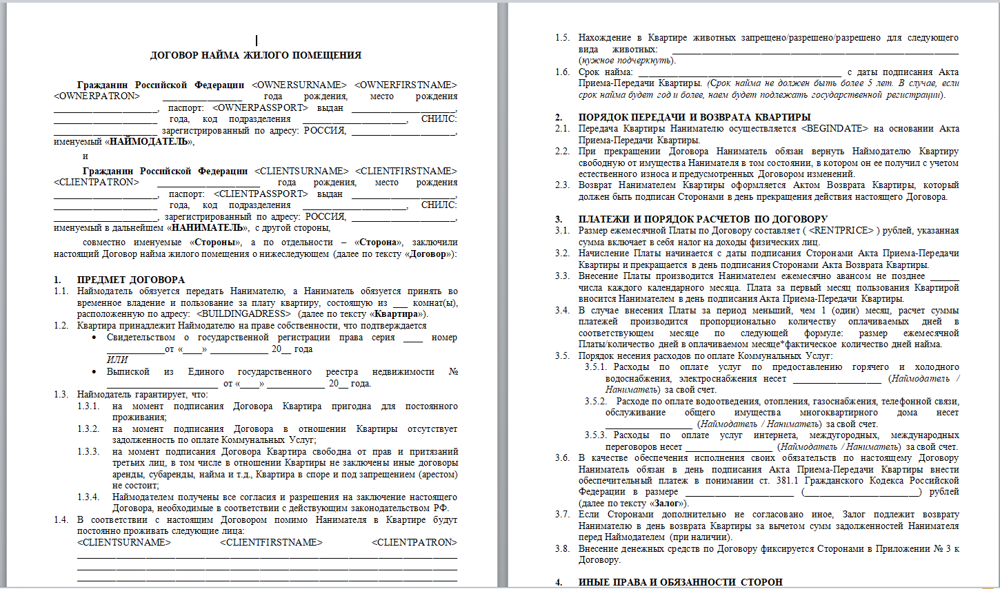 ДОГОВОР НАЙМА ЖИЛОГО ПОМЕЩЕНИЯ
Гражданин Российской Федерации <OWNERSURNAME> <OWNERFIRSTNAME>
<OWNERPATRON> ________________ года рождения, место рождения
_____________________, паспорт: <OWNERPASSPORT> выдан _____________________,
_____________________ года, код подразделения _____________________, СНИЛС:
_____________________ зарегистрированный по адресу: РОССИЯ, _____________________,
именуемый «НАЙМОДАТЕЛЬ»,
и
Гражданин Российской Федерации <CLIENTSURNAME> <CLIENTFIRSTNAME>
<CLIENTPATRON> _____________________ года рождения, место рождения
_____________________, паспорт: <CLIENTPASSPORT> выдан _____________________,
_____________________ года, код подразделения _____________________, СНИЛС:
_____________________, зарегистрированный по адресу: РОССИЯ, _____________________,
именуемый в дальнейшем «НАНИМАТЕЛЬ», с другой стороны,
совместно именуемые «Стороны», а по отдельности – «Сторона», заключили
настоящий Договор найма жилого помещения о нижеследующем (далее по тексту «Договор»):
1. ПРЕДМЕТ ДОГОВОРА
1.1. Наймодатель обязуется передать Нанимателю, а Наниматель обязуется принять во
временное владение и пользование за плату квартиру, состоящую из ___ комнат(ы),
расположенную по адресу: <BUILDINGADRESS> (далее по тексту «Квартира»).
1.2. Квартира принадлежит Наймодателю на праве собственности, что подтверждается
• Свидетельством о государственной регистрации права серия ____ номер
____________от «____» ____________ 20__ года
ИЛИ
• Выпиской из Единого государственного реестра недвижимости №
_______________________ от «____» ____________ 20__ года.
1.3. Наймодатель гарантирует, что:
1.3.1. на момент подписания Договора Квартира пригодна для постоянного
проживания;
1.3.2. на момент подписания Договора в отношении Квартиры отсутствует
задолженность по оплате Коммунальных Услуг;
1.3.3. на момент подписания Договора Квартира свободна от прав и притязаний
третьих лиц, в том числе в отношении Квартиры не заключены иные договоры
аренды, субаренды, найма и т.д., Квартира в споре и под запрещением (арестом)
не состоит;
1.3.4. Наймодателем получены все согласия и разрешения на заключение настоящего
Договора, необходимые в соответствии с действующим законодательством РФ.
1.4. В соответствии с настоящим Договором помимо Нанимателя в Квартире будут
постоянно проживать следующие лица:
<CLIENTSURNAME> <CLIENTFIRSTNAME> <CLIENTPATRON>
1.5. Нахождение в Квартире животных запрещено/разрешено/разрешено для следующего
вида животных: ____________________________________________________________
(нужное подчеркнуть).
1.6. Срок найма: __________________________________________ с даты подписания Акта
Приема-Передачи Квартиры. (Срок найма не должен быть более 5 лет. В случае, если
срок найма будет год и более, наем будет подлежать государственной регистрации).
2. ПОРЯДОК ПЕРЕДАЧИ И ВОЗВРАТА КВАРТИРЫ
2.1. Передача Квартиры Нанимателю осуществляется <BEGINDATE> на основании Акта
Приема-Передачи Квартиры.
2.2. При прекращении Договора Наниматель обязан вернуть Наймодателю Квартиру
свободную от имущества Нанимателя в том состоянии, в котором он ее получил с учетом
естественного износа и предусмотренных Договором изменений.
2.3. Возврат Нанимателем Квартиры оформляется Актом Возврата Квартиры, который
должен быть подписан Сторонами в день прекращения действия настоящего Договора.
3. ПЛАТЕЖИ И ПОРЯДОК РАСЧЕТОВ ПО ДОГОВОРУ
3.1. Размер ежемесячной Платы по Договору составляет ( <RENTPRICE> ) рублей, указанная
сумма включает в себя налог на доходы физических лиц.
3.2. Начисление Платы начинается с даты подписания Сторонами Акта Приема-Передачи
Квартиры и прекращается в день подписания Сторонами Акта Возврата Квартиры.
3.3. Внесение Платы производится Нанимателем ежемесячно авансом не позднее ______
числа каждого календарного месяца. Плата за первый месяц пользования Квартирой
вносится Нанимателем в день подписания Акта Приема-Передачи Квартиры.
3.4. В случае внесения Платы за период меньший, чем 1 (один) месяц, расчет суммы
платежей производится пропорционально количеству оплачиваемых дней в
соответствующем месяце по следующей формуле: размер ежемесячной
Платы/количество дней в оплачиваемом месяце*фактическое количество дней найма.
3.5. Порядок несения расходов по оплате Коммунальных Услуг:
3.5.1. Расходы по оплате услуг по предоставлению горячего и холодного
водоснабжения, электроснабжения несет __________________ (Наймодатель /
Наниматель) за свой счет.
3.5.2. Расходе по оплате водоотведения, отопления, газоснабжения, телефонной связи,
обслуживание общего имущества многоквартирного дома несет
__________________ (Наймодатель / Наниматель) за свой счет.
3.5.3. Расходы по оплате услуг интернета, междугородных, международных
переговоров несет __________________ (Наймодатель / Наниматель) за свой счет.
3.6. В качестве обеспечения исполнения своих обязательств по настоящему Договору
Наниматель обязан в день подписания Акта Приема-Передачи Квартиры внести
обеспечительный платеж в понимании ст. 381.1 Гражданского Кодекса Российской
Федерации в размере ______________________ (_______________________) рублей
(далее по тексту «Залог»).
3.7. Если Сторонами дополнительно не согласовано иное, Залог подлежит возврату
Нанимателю в день возврата Квартиры за вычетом сумм задолженностей Нанимателя
перед Наймодателем (при наличии).
3.8. Внесение денежных средств по Договору фиксируется Сторонами в Приложении № 3 к
Договору.
4. ИНЫЕ ПРАВА И ОБЯЗАННОСТИ СТОРОН